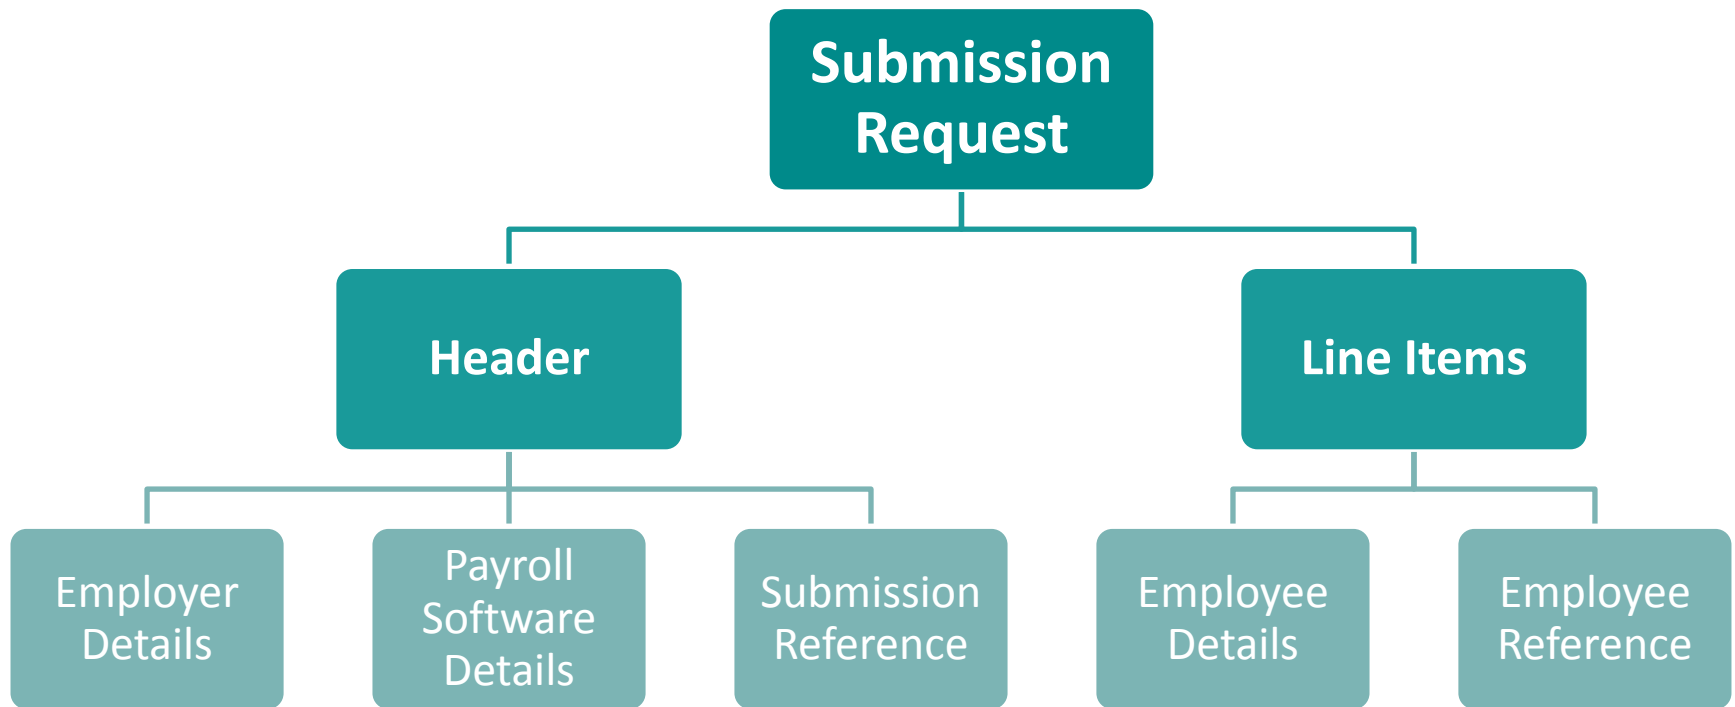 Submission
Request
Header
Line Items
Employer
Details
Payroll
Software
Details
Submission
Reference
Employee
Details
Employee
Reference